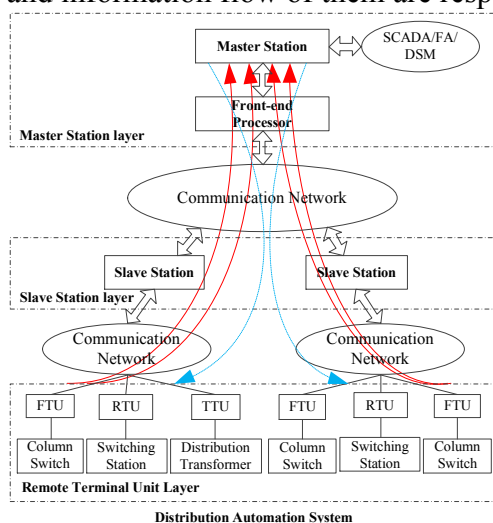 and information flow of them are resp
Master Station
SCADA/FA/
DSM
Front-end
Processor
Master Station layer
Communication Network
Slave Station
Slave Station
Slave Station layer
Communication
Network
Communication
Network
FTU
RTU
TTU
FTU
RTU
FTU
Column
Switch
Switching
Station
Distribution
Transformer
Column
Switch
Switching
Station
Column
Switch
Remote Terminal Unit Layer
Distribution Automation System